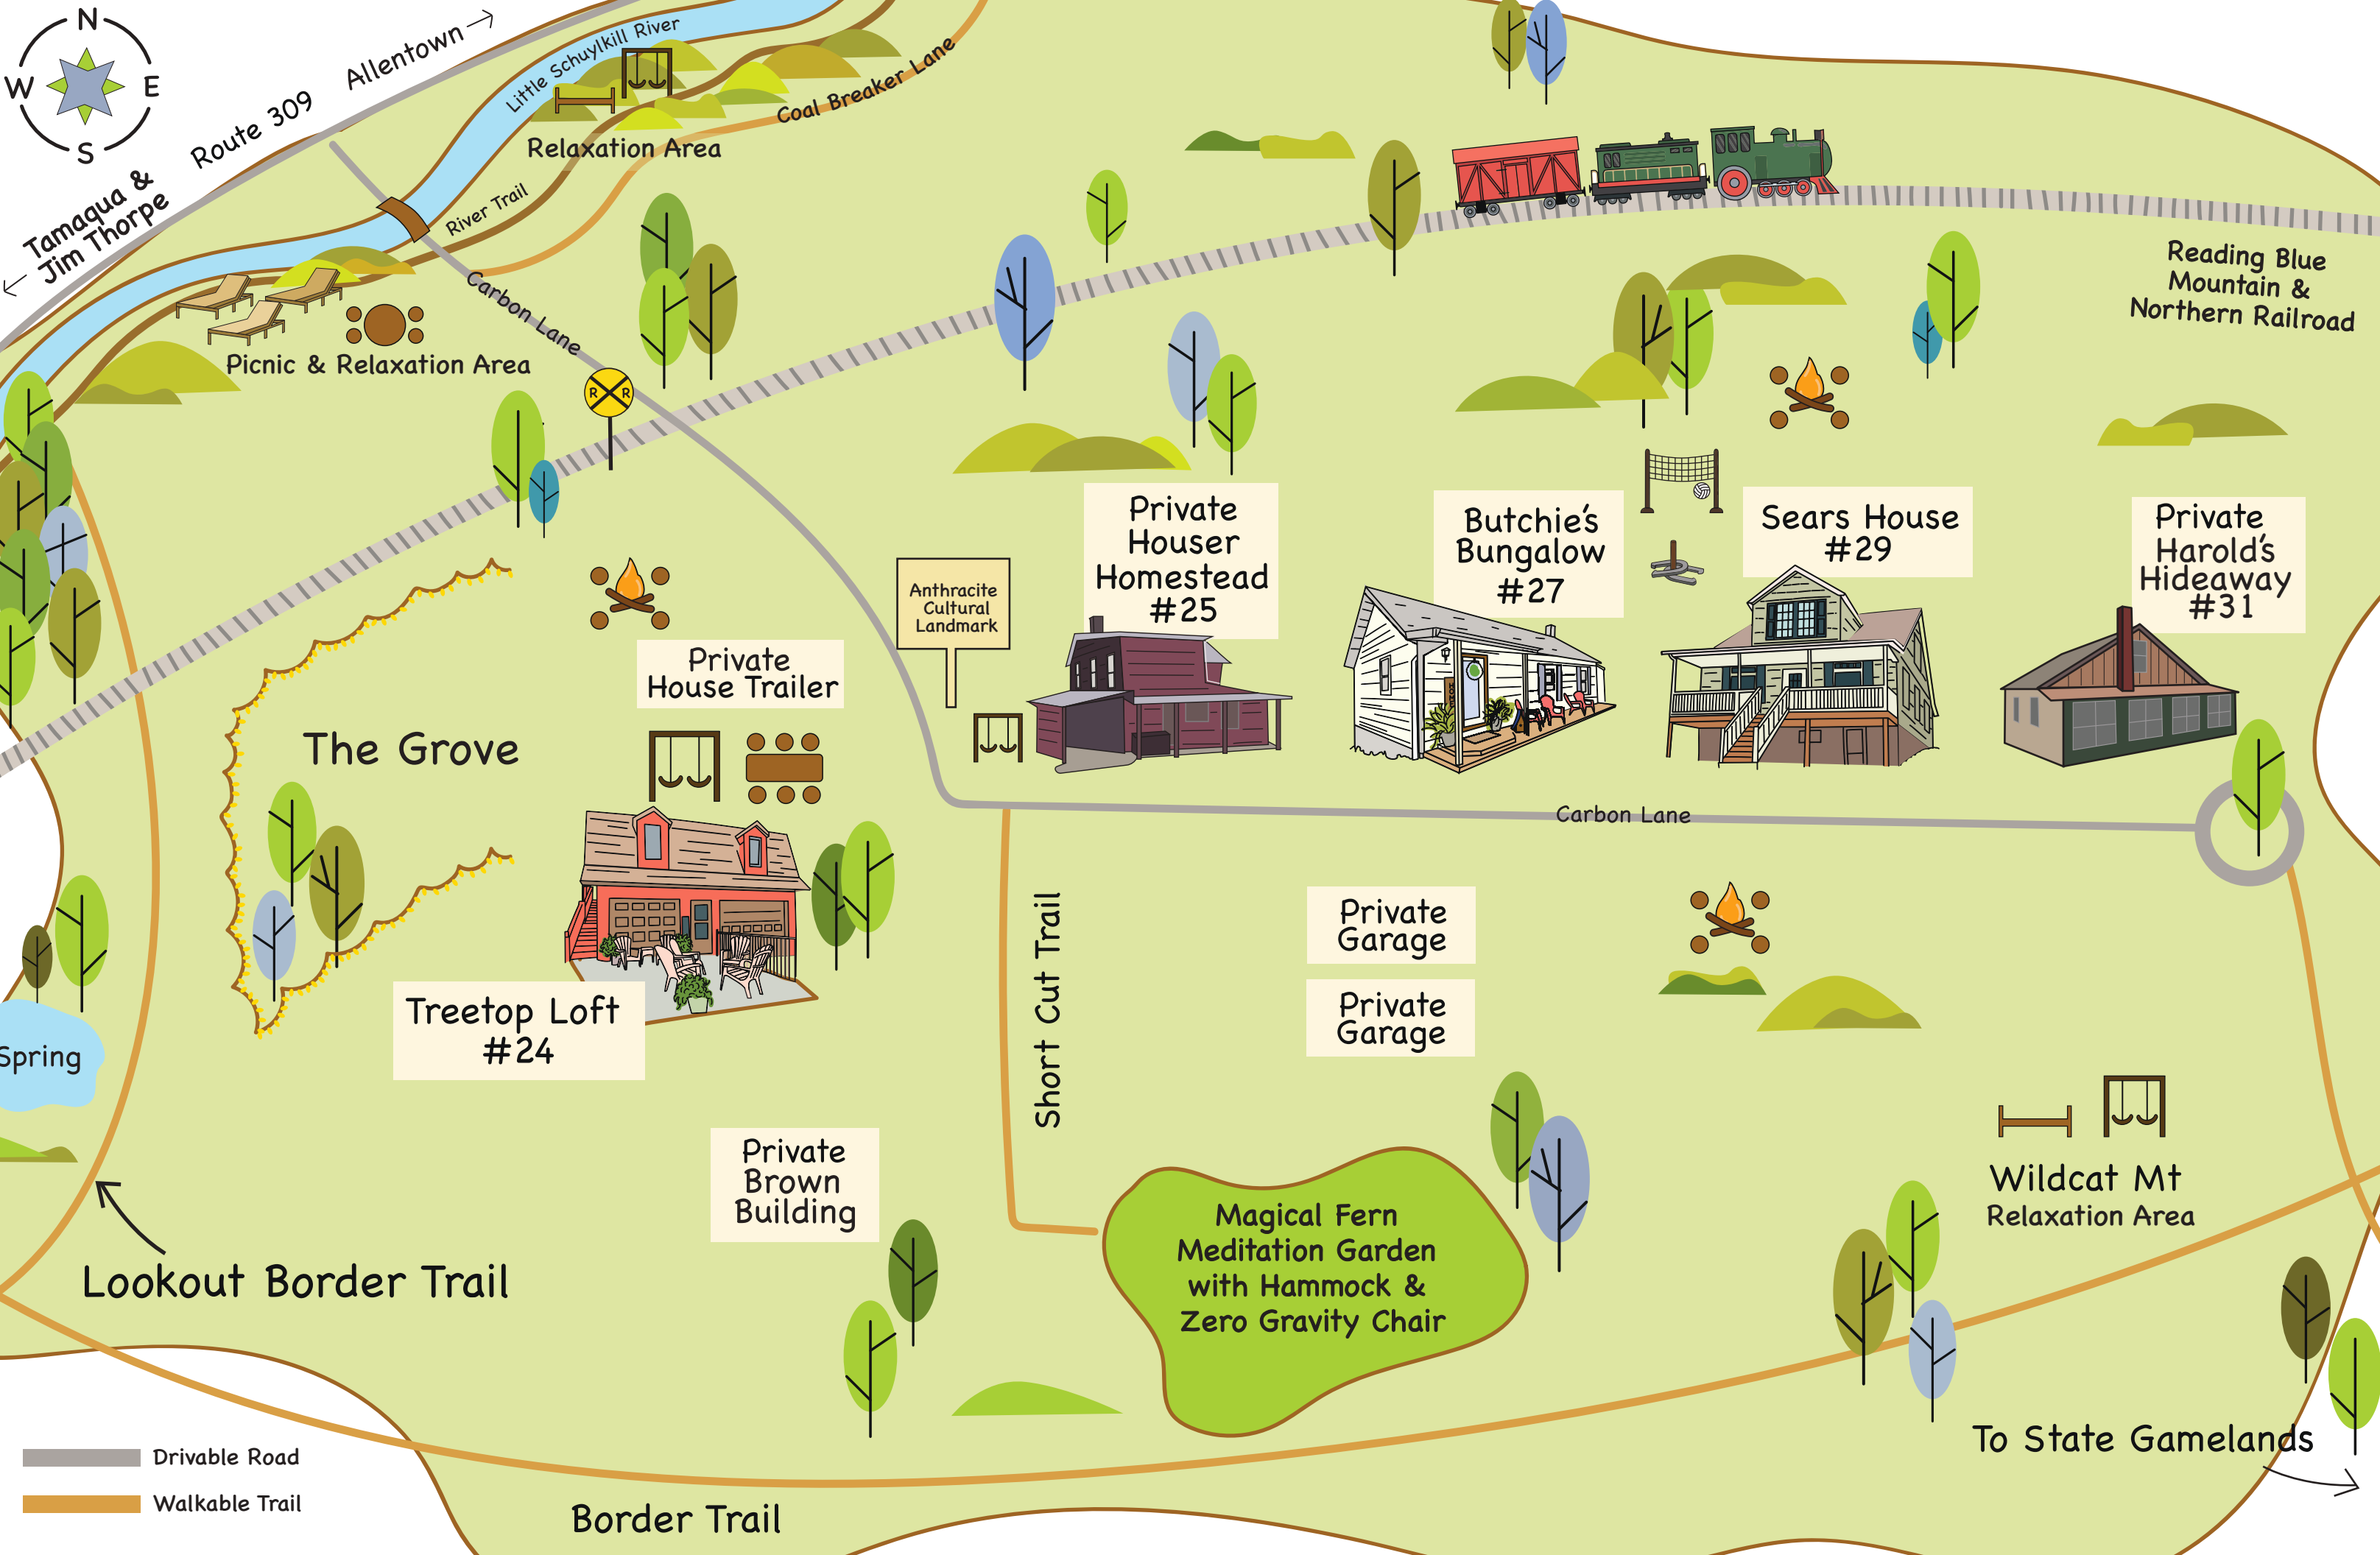 N
W
E
S
Allentown
Route 309
Tamaqua &
Jim Thorpe
Little Schuylkill River
Relaxation Area
Coal Breaker Lane
River Trail
Carbon Lane
Picnic & Relaxation Area
R R
Reading Blue
Mountain &
Northern Railroad
Anthracite
Cultural
Landmark
Private
Houser
Homestead
#25
Butchie's
Bungalow
#27
Sears House
#29
Private
Harold's
Hideaway
#31
Private
House Trailer
The Grove
Carbon Lane
Treetop Loft
#24
Short Cut Trail
Private
Garage
Private
Garage
Spring
Private
Brown
Building
Magical Fern
Meditation Garden
with Hammock &
Zero Gravity Chair
Wildcat Mt
Relaxation Area
Lookout Border Trail
To State Gamelands
Drivable Road
Walkable Trail
Border Trail